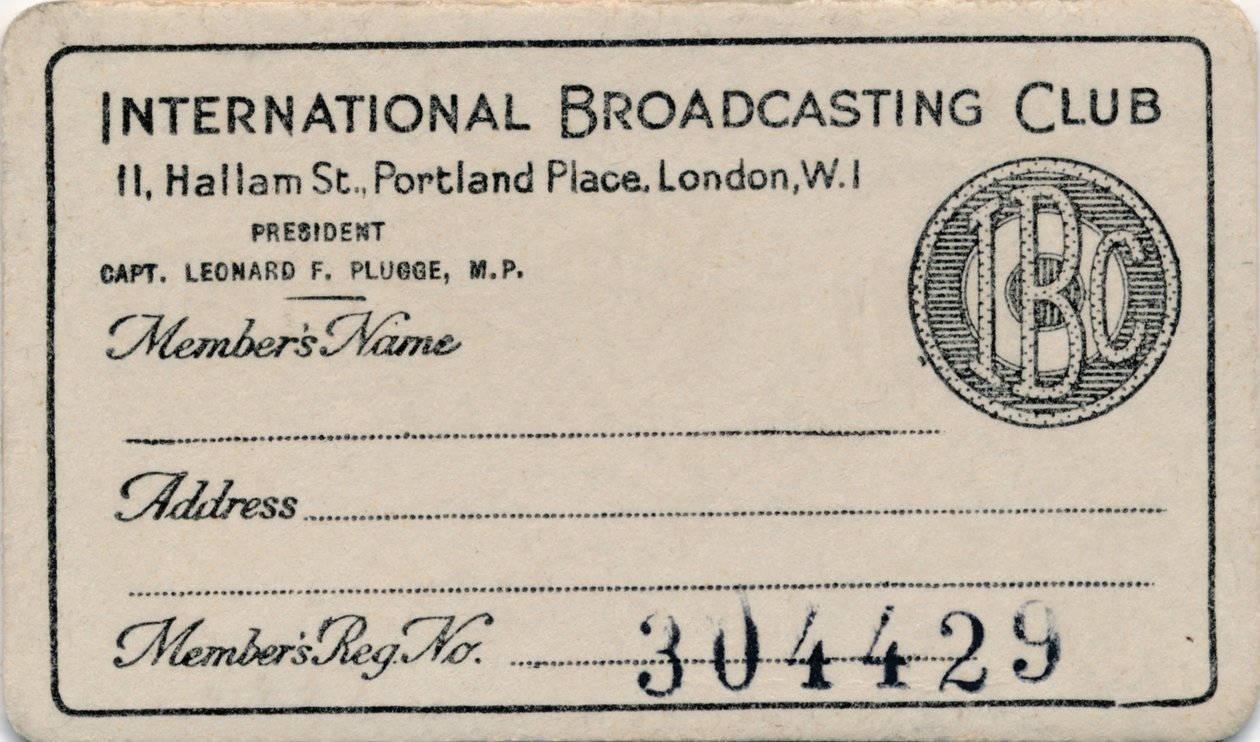 INTERNATIONAL BROADCASTING CLUB
11, Hallam St., Portland Place. London, W.1
PRESIDENT
CAPT. LEONARD F. PLUGGE, M.P.
IBC
Member's Name
Address
Member's Reg. No. 304429